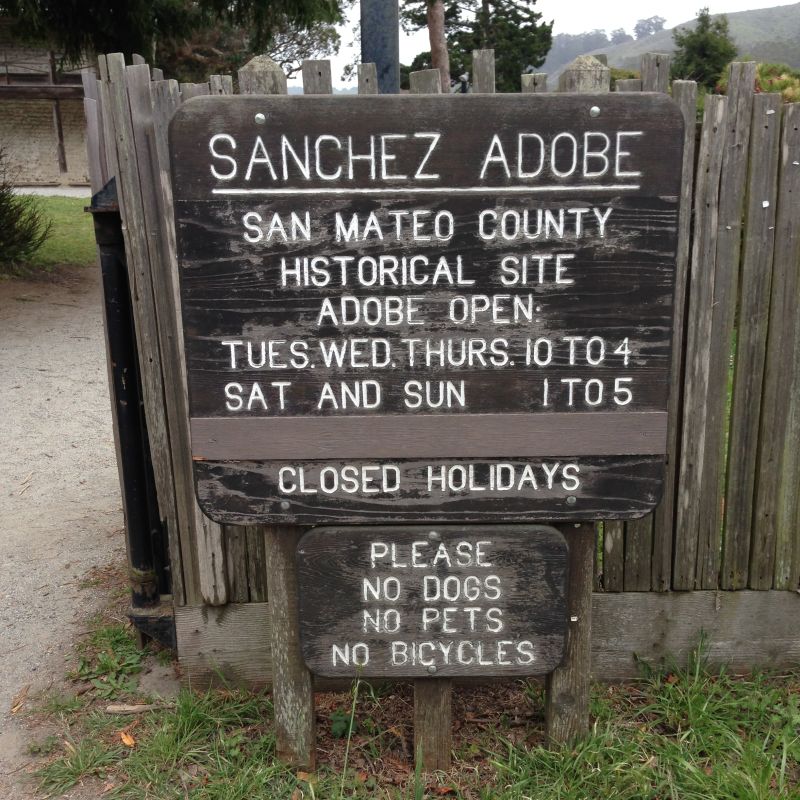 SANCHEZ ADOBE
SAN MATEO COUNTY
HISTORICAL SITE
ADOBE OPEN:
TUES. WED. THURS. 10 TO 4
SAT AND SUN 1 TO 5
CLOSED HOLIDAYS
PLEASE
NO DOGS
NO PETS
NO BICYCLES